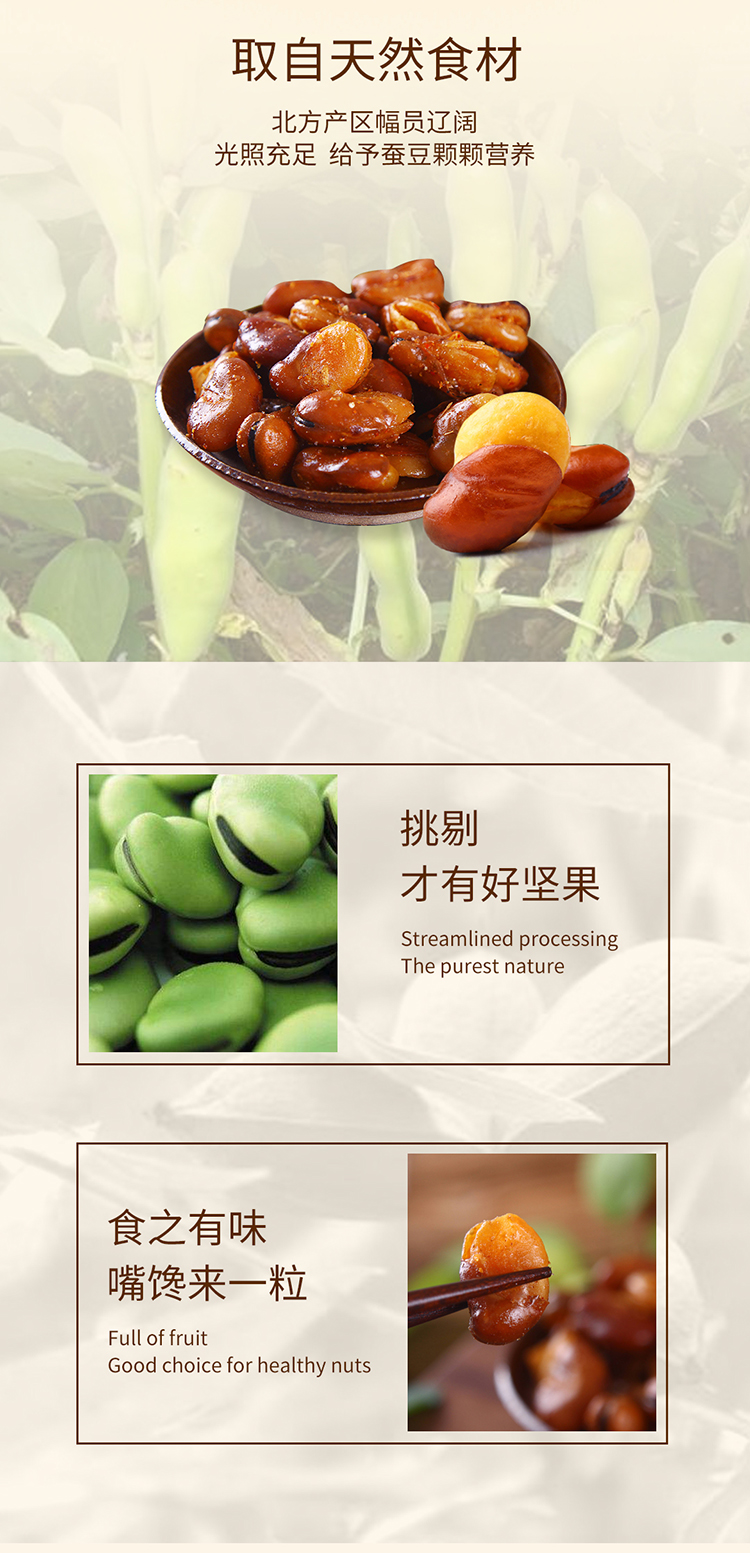 取自天然食材
北方产区幅员辽阔
光照充足 给予蚕豆颗颗营养
挑剔
才有好坚果
Streamlined processing
The purest nature
食之有味
嘴馋来一粒
Full of fruit
Good choice for healthy nuts